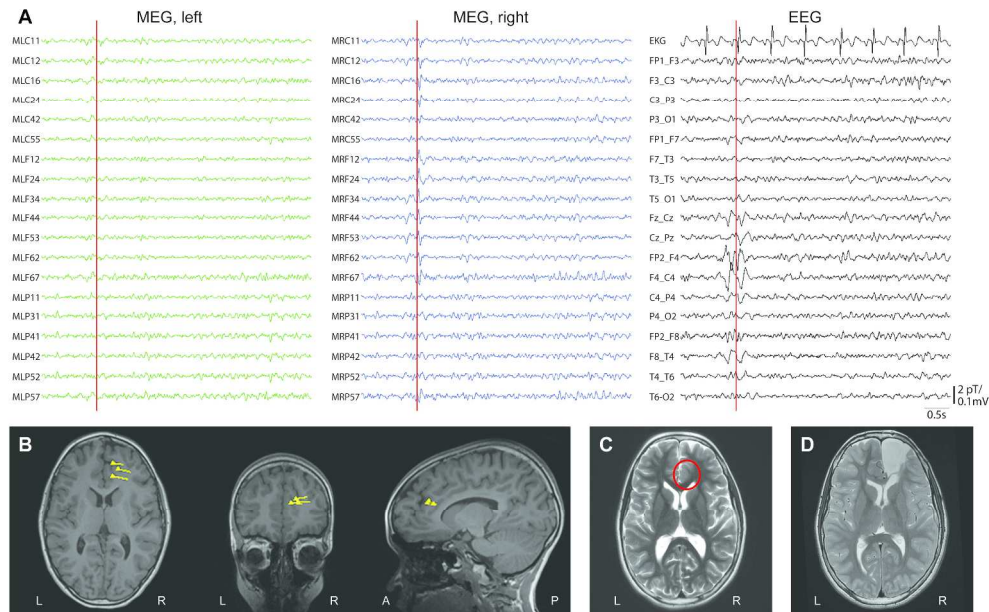 A
MEG, left
MEG, right
EEG
MLC11
MLC12
MLC16
MLC24
MLC42
MLC55
MLF12
MLF24
MLF34
MLF44
MLF53
MLF62
MLF67
MLP11
MLP31
MLP41
MLP42
MLP52
MLP57
MRC11
MRC12
MRC16
MRC24
MRC42
MRC55
MRF12
MRF24
MRF34
MRF44
MRF53
MRF62
MRF67
MRP11
MRP31
MRP41
MRP42
MRP52
MRP57
EKG
FP1_F3
F3_C3
C3_P3
P3_O1
FP1_F7
F7_T3
T3_T5
T5_O1
Fz_Cz
Cz_Pz
FP2_F4
F4_C4
C4_P4
P4_O2
FP2_F8
F8_T4
T4_T6
T6-O2
2 pT/
0.1mV
0.5s
B
L
R
L
R
A
P
C
L
R
D
L
R